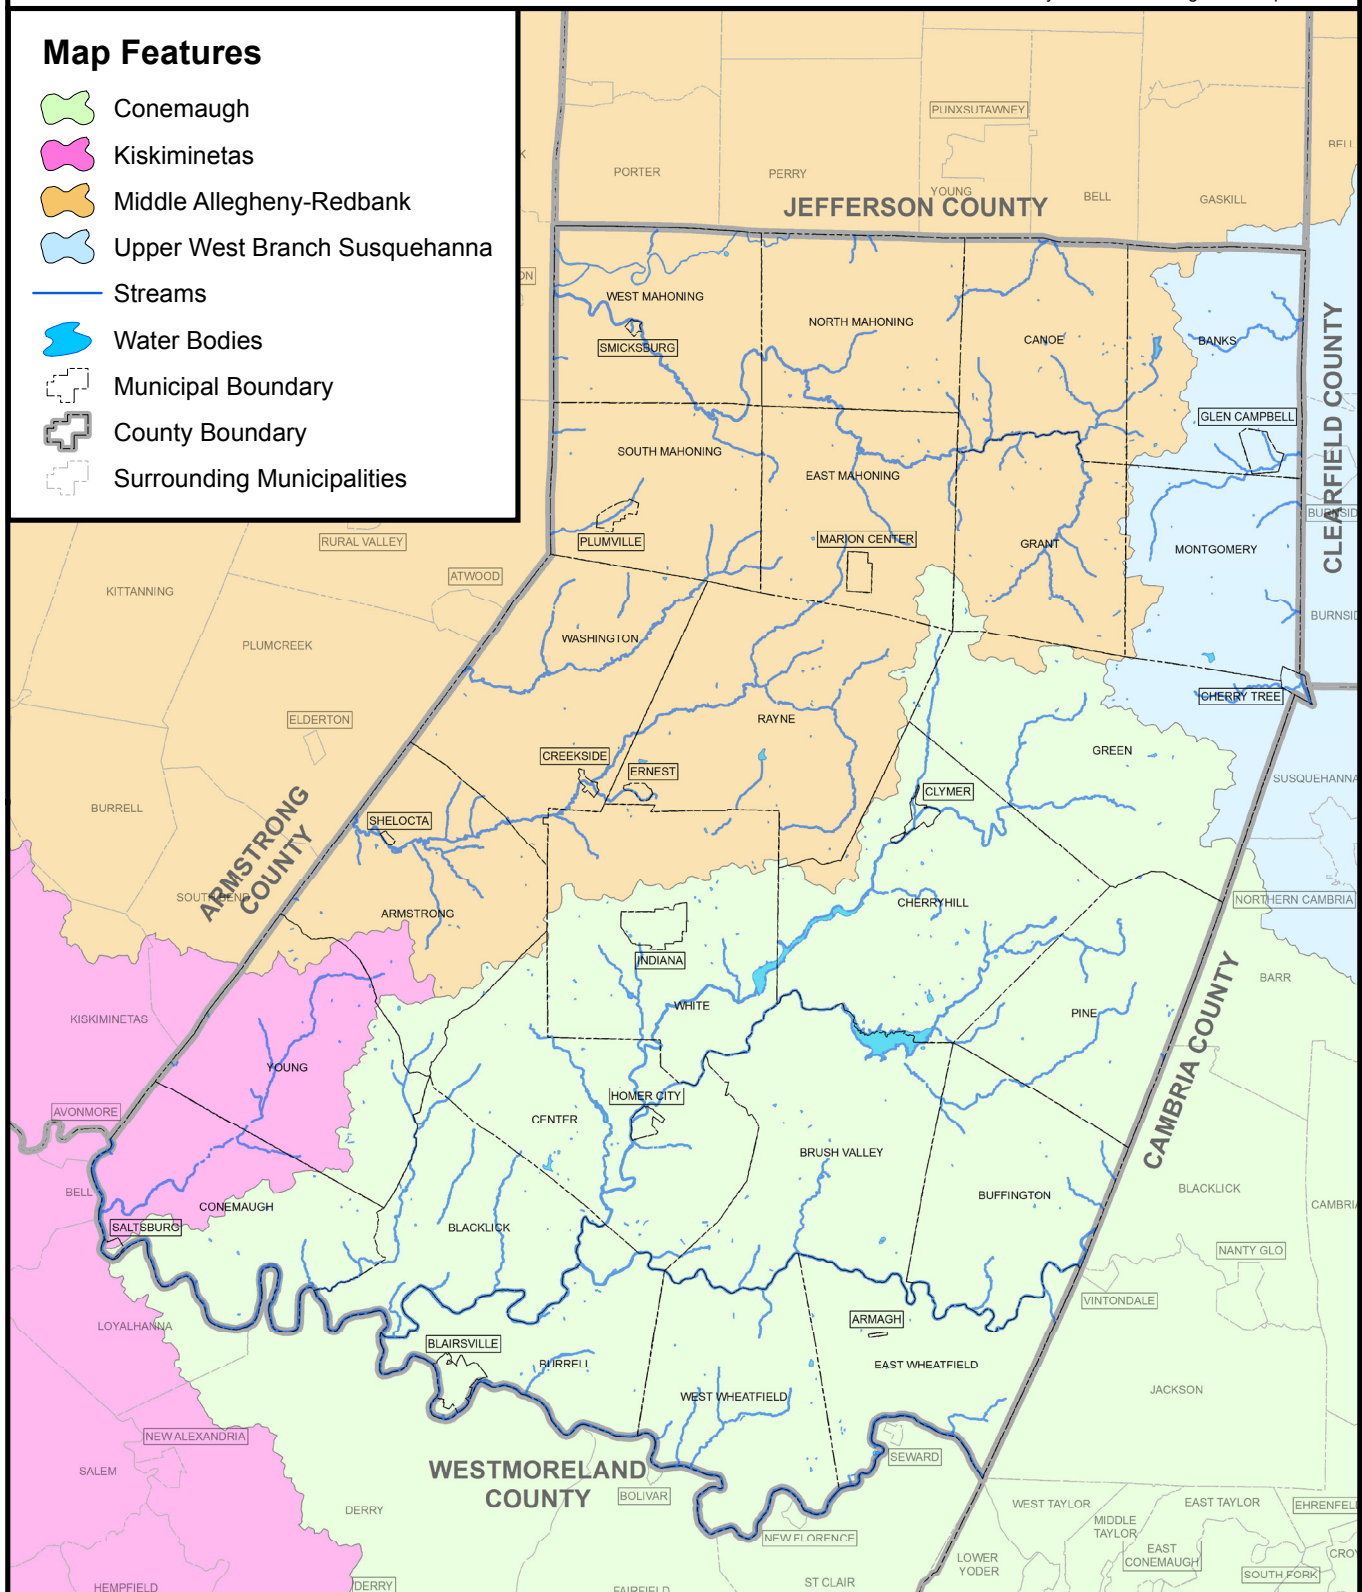 Map Features
Conemaugh
Kiskiminetas
Middle Allegheny-Redbank
Upper West Branch Susquehanna
Streams
Water Bodies
Municipal Boundary
County Boundary
Surrounding Municipalities
PUNXSUTAWNEY
PORTER
PERRY
YOUNG
BELL
GASKILL
JEFFERSON COUNTY
WEST MAHONING
SMICKSBURG
NORTH MAHONING
CANOE
BANKS
GLEN CAMPBELL
CLEARFIELD COUNTY
SOUTH MAHONING
EAST MAHONING
PLUMVILLE
MARION CENTER
GRANT
MONTGOMERY
RURAL VALLEY
ATWOOD
KITTANNING
PLUMCREEK
WASHINGTON
ELDERTON
RAYNE
CHERRY TREE
GREEN
CREEKSIDE
ERNEST
CLYMER
SUSQUEHANNA
BURRELL
SHELOCTA
ARMSTRONG
COUNTY
SOUTH BEND
ARMSTRONG
CHERRYHILL
NORTHERN CAMBRIA
INDIANA
BARR
WHITE
PINE
KISKIMINETAS
YOUNG
CAMBRIA COUNTY
AVONMORE
HOMER CITY
CENTER
BRUSH VALLEY
BELL
CONEMAUGH
BUFFINGTON
BLACKLICK
SALTSBURG
BLACKLICK
NANTY GLO
VINTONDALE
LOYALHANNA
ARMAGH
BLAIRSVILLE
BURRELL
EAST WHEATFIELD
WEST WHEATFIELD
JACKSON
NEW ALEXANDRIA
SALEM
WESTMORELAND
COUNTY
SEWARD
BOLIVAR
DERRY
WEST TAYLOR
EAST TAYLOR
MIDDLE
TAYLOR
NEW FLORENCE
EAST
CONEMAUGH
LOWER
YODER
SOUTH FORK
ST CLAIR
HEMPFIELD
DERRY
FAIRFIELD